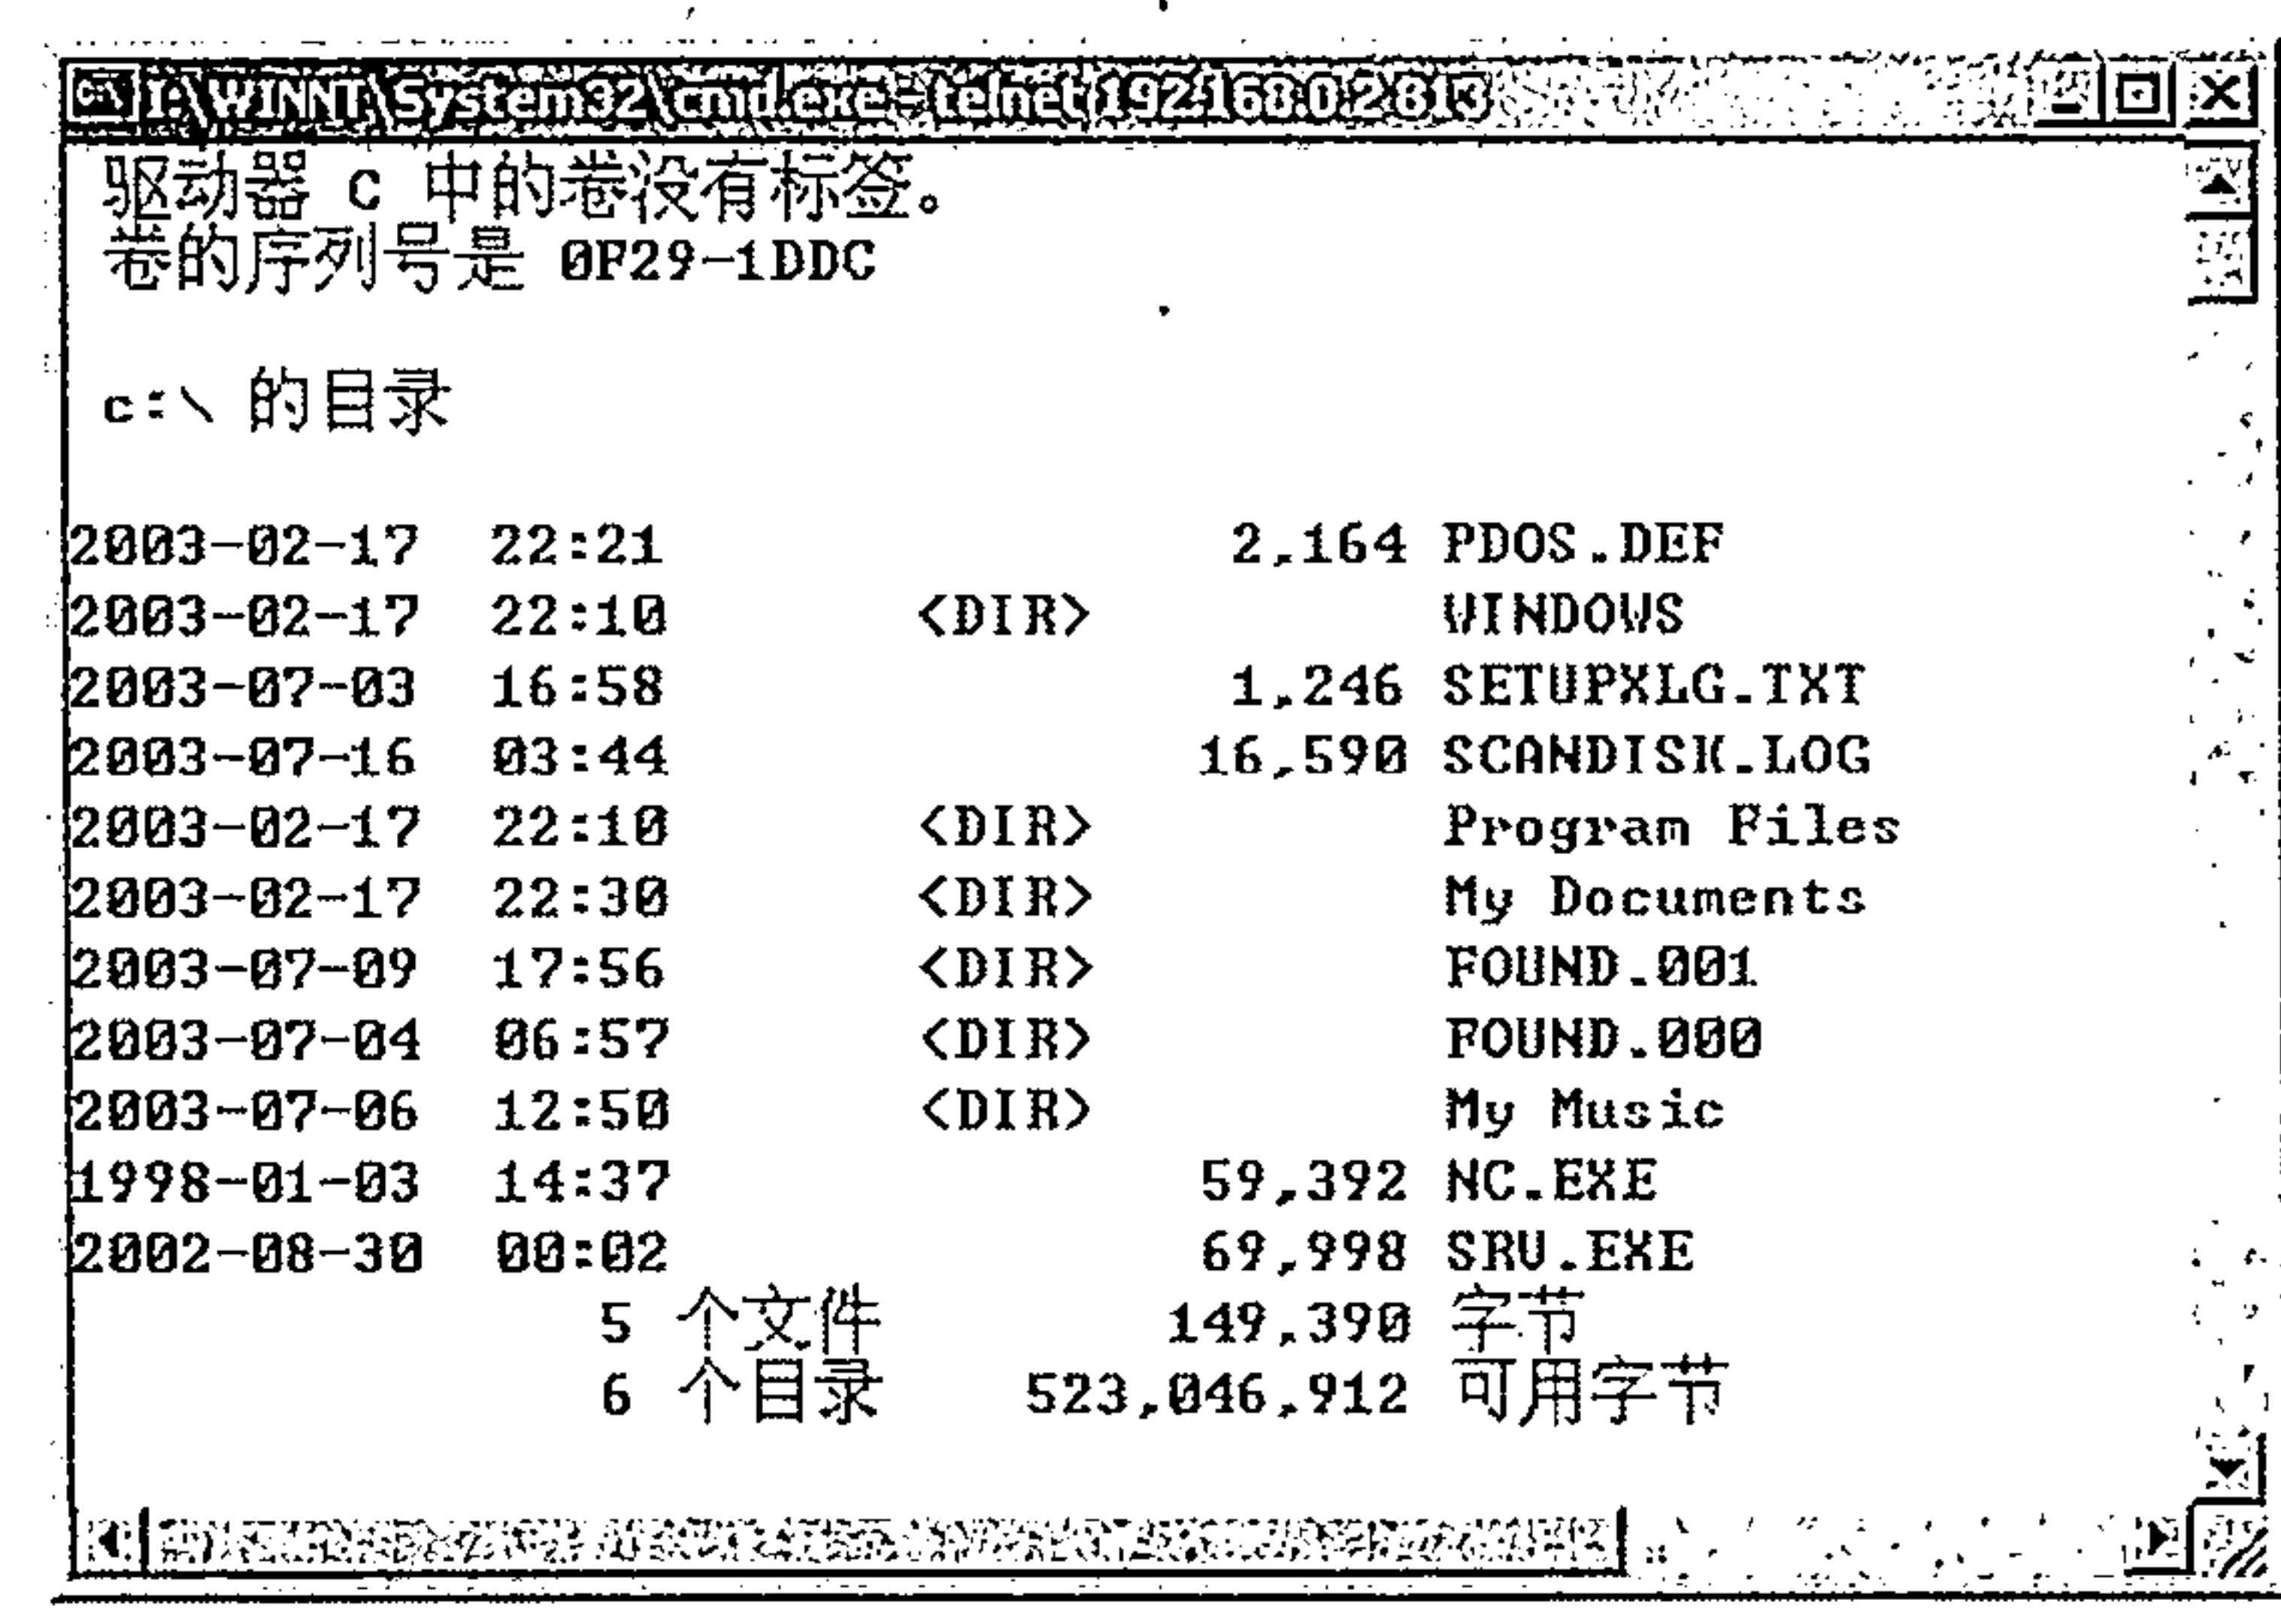 I:\WINNT\System32\cmd.exe - telnet 192.168.0.2 813
驱动器 C 中的卷没有标签。
卷的序列号是 0F29-1DDC
c:\ 的目录
2003-02-17  22:21                 2,164 PDOS.DEF
2003-02-17  22:10      <DIR>            WINDOWS
2003-07-03  16:58                 1,246 SETUPXLG.TXT
2003-07-16  03:44                16,590 SCANDISK.LOG
2003-02-17  22:10      <DIR>            Program Files
2003-02-17  22:30      <DIR>            My Documents
2003-07-09  17:56      <DIR>            FOUND.001
2003-07-04  06:57      <DIR>            FOUND.000
2003-07-06  12:50      <DIR>            My Music
1998-01-03  14:37                59,392 NC.EXE
2002-08-30  00:02                69,998 SRV.EXE
5 个文件        149,390 字节
6 个目录    523,046,912 可用字节